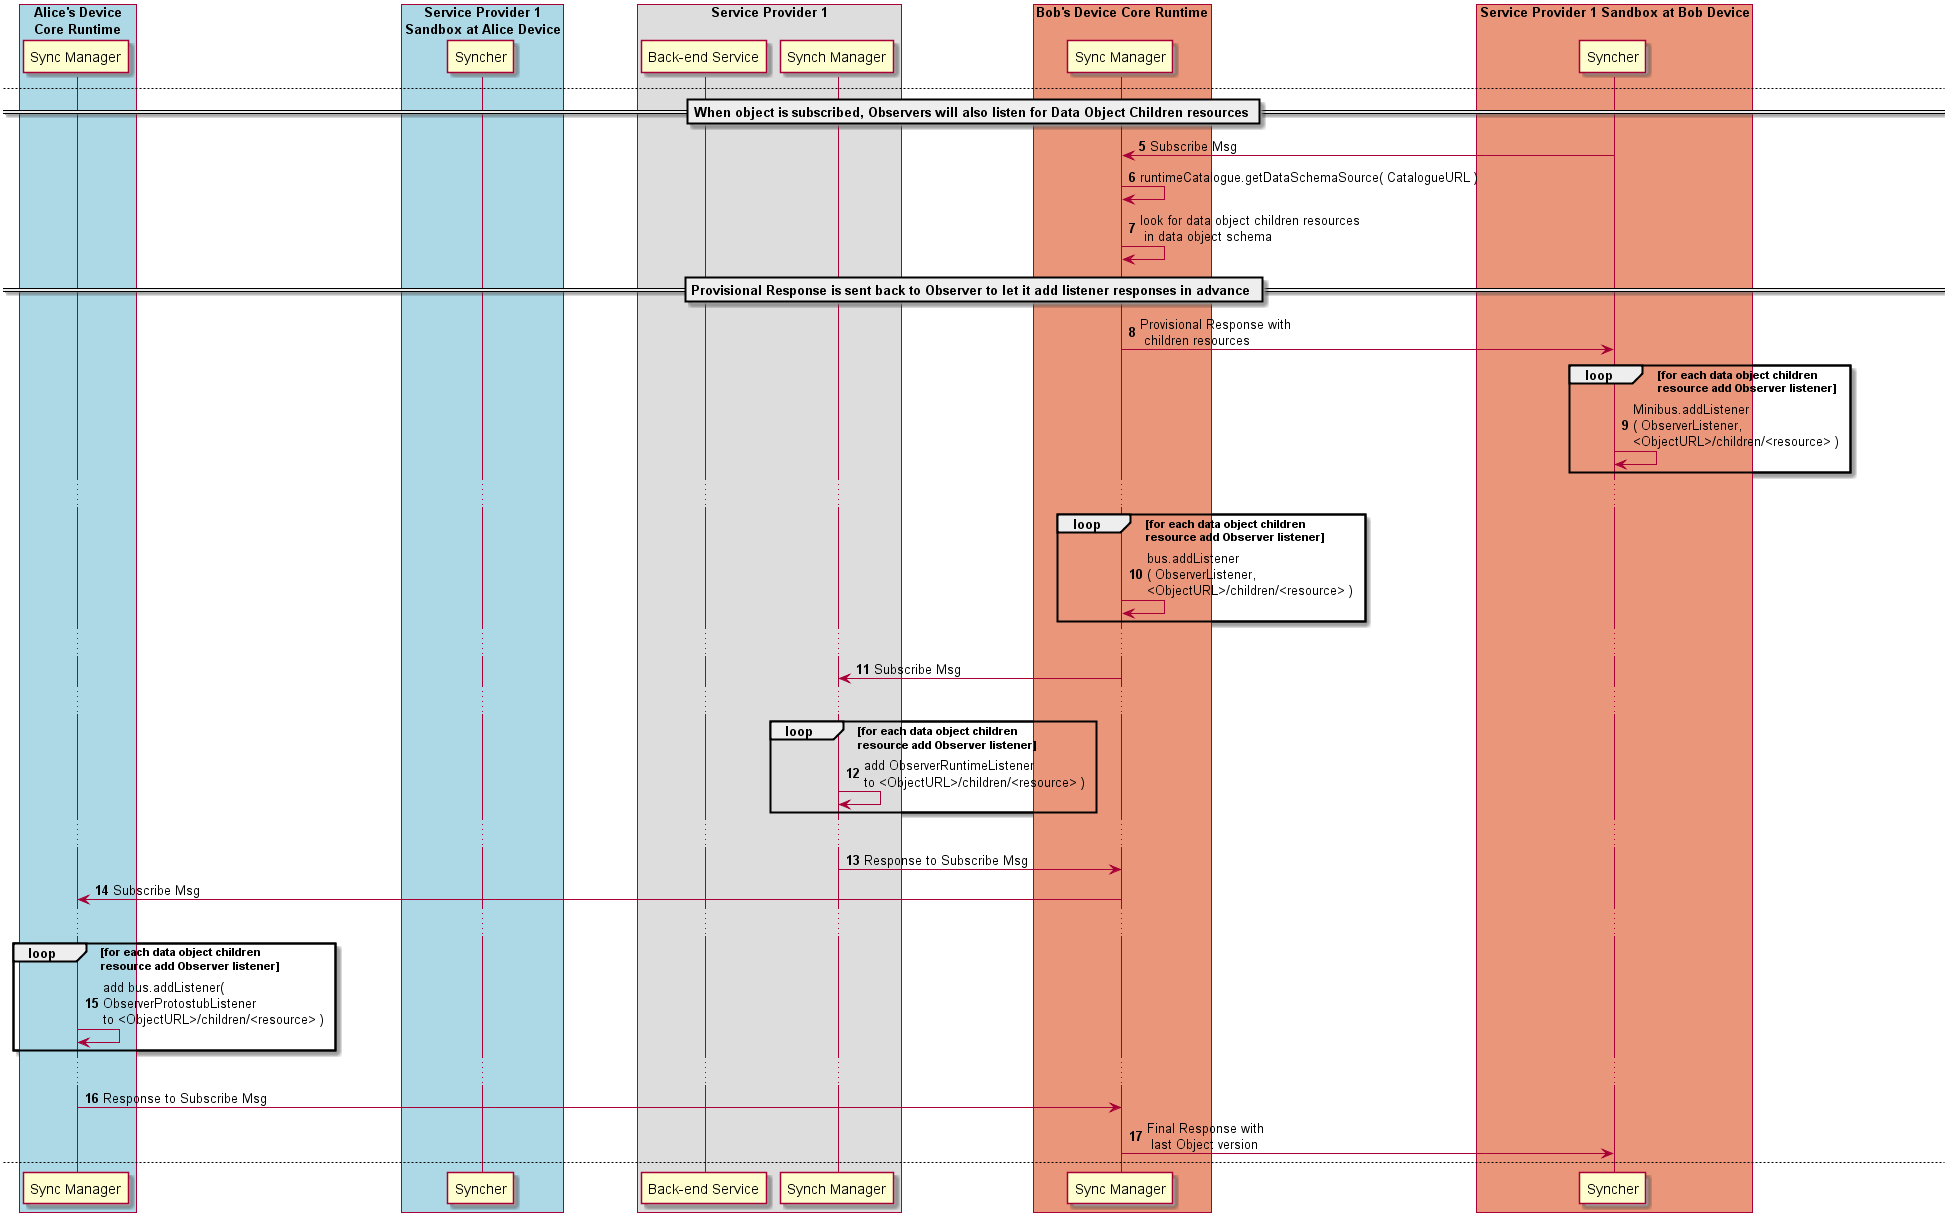 Alice's Device
Core Runtime
Service Provider 1
Sandbox at Alice Device
Service Provider 1
Bob's Device Core Runtime
Service Provider 1 Sandbox at Bob Device
Sync Manager
Syncher
Back-end Service
Synch Manager
Sync Manager
Syncher
When object is subscribed, Observers will also listen for Data Object Children resources
5 Subscribe Msg
6 runtimeCatalogue.getDataSchemaSource( CatalogueURL )
7 look for data object children resources
in data object schema
Provisional Response is sent back to Observer to let it add listener responses in advance
8 Provisional Response with
children resources
loop [for each data object children
resource add Observer listener]
Minibus.addListener
9 ( ObserverListener,
<ObjectURL>/children/<resource> )
loop [for each data object children
resource add Observer listener]
bus.addListener
10 ( ObserverListener,
<ObjectURL>/children/<resource> )
11 Subscribe Msg
loop [for each data object children
resource add Observer listener]
12 add ObserverRuntimeListener
to <ObjectURL>/children/<resource> )
13 Response to Subscribe Msg
14 Subscribe Msg
loop [for each data object children
resource add Observer listener]
add bus.addListener(
15 ObserverProtostubListener
to <ObjectURL>/children/<resource> )
16 Response to Subscribe Msg
17 Final Response with
last Object version
Sync Manager
Syncher
Back-end Service
Synch Manager
Sync Manager
Syncher